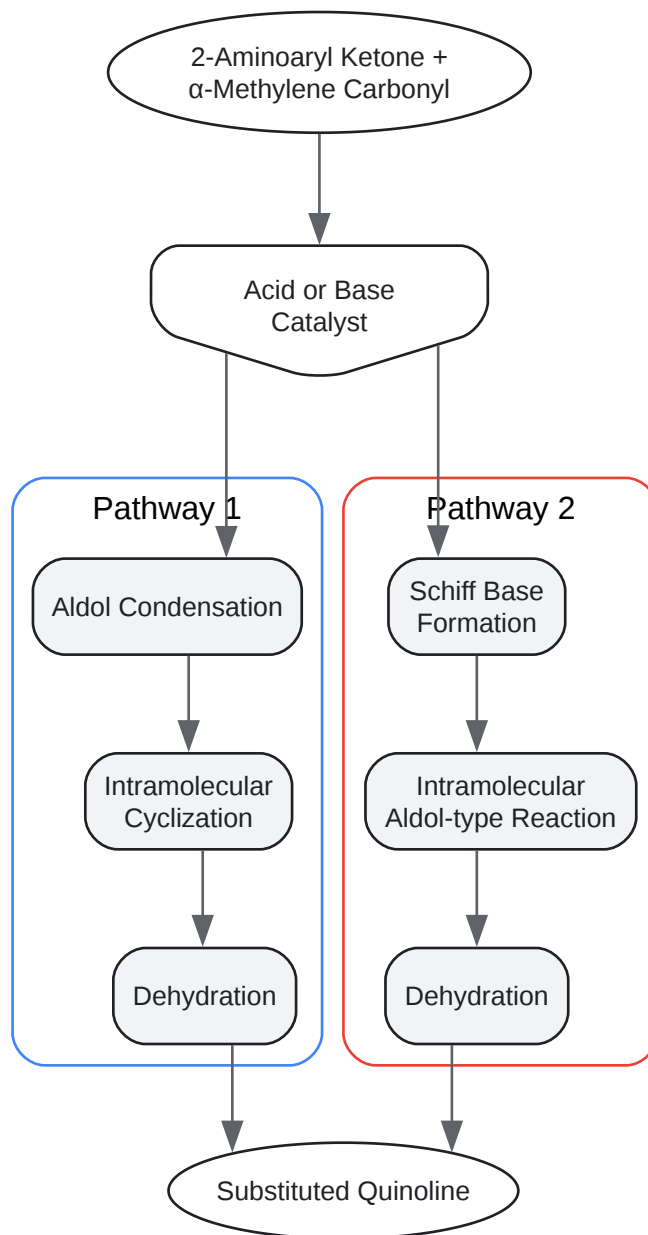 2-Aminoaryl Ketone +
α-Methylene Carbonyl
Acid or Base
Catalyst
Pathway 1
Aldol Condensation
Intramolecular
Cyclization
Dehydration
Pathway 2
Schiff Base
Formation
Intramolecular
Aldol-type Reaction
Dehydration
Substituted Quinoline